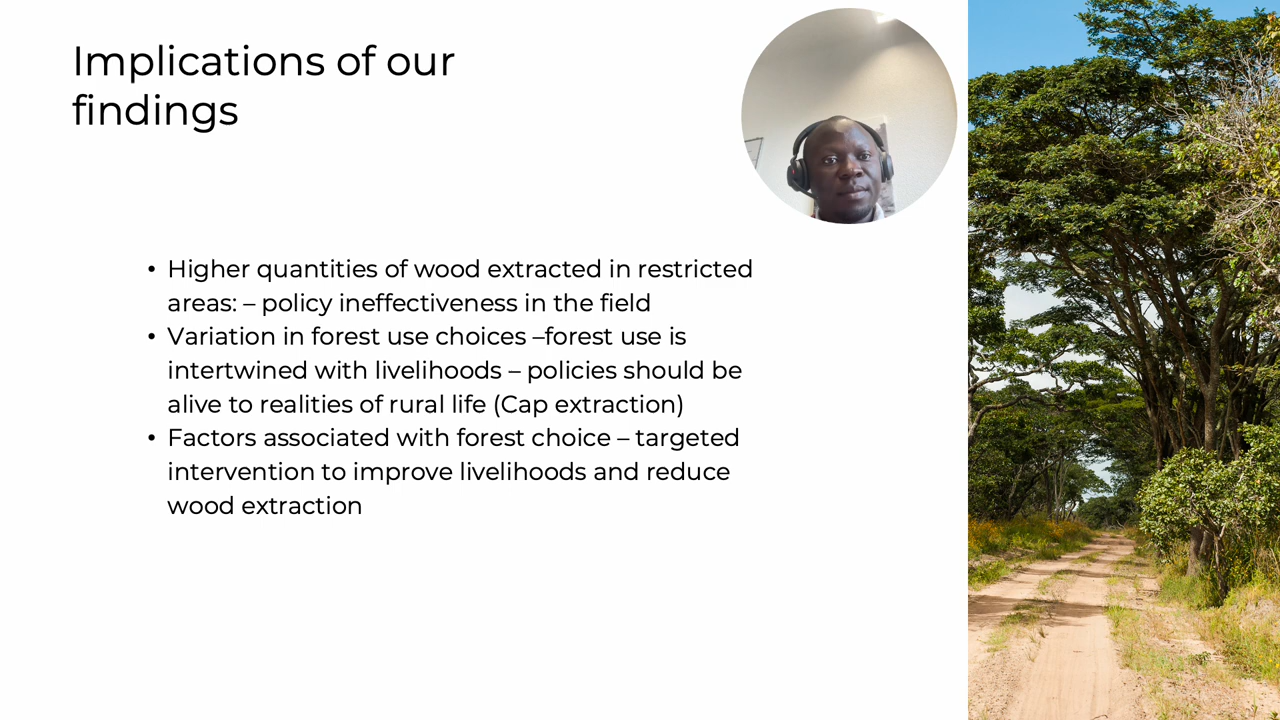 Implications of our
findings
• Higher quantities of wood extracted in restricted
areas: – policy ineffectiveness in the field
• Variation in forest use choices –forest use is
intertwined with livelihoods – policies should be
alive to realities of rural life (Cap extraction)
• Factors associated with forest choice – targeted
intervention to improve livelihoods and reduce
wood extraction